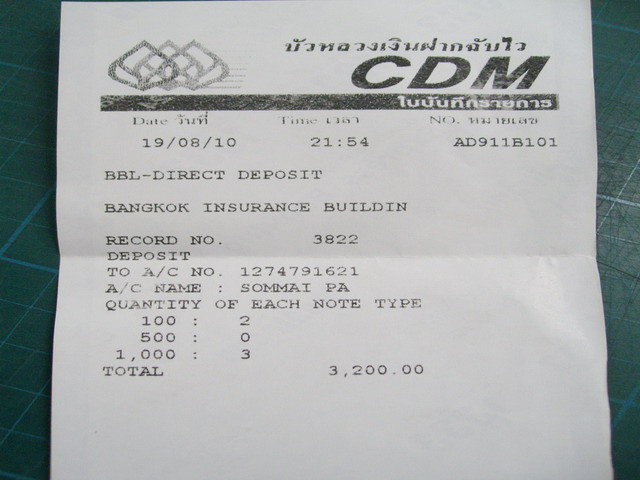 บัวหลวงเงินฝากฉับไว
CDM
ใบบันทึกรายการ
Date วันที่ Time เวลา NO. หมายเลข
19/08/10 21:54 AD911B101
BBL-DIRECT DEPOSIT
BANGKOK INSURANCE BUILDIN
RECORD NO. 3822
DEPOSIT
TO A/C NO. 1274791621
A/C NAME : SOMMAI PA
QUANTITY OF EACH NOTE TYPE
100 : 2
500 : 0
1,000 : 3
TOTAL 3,200.00